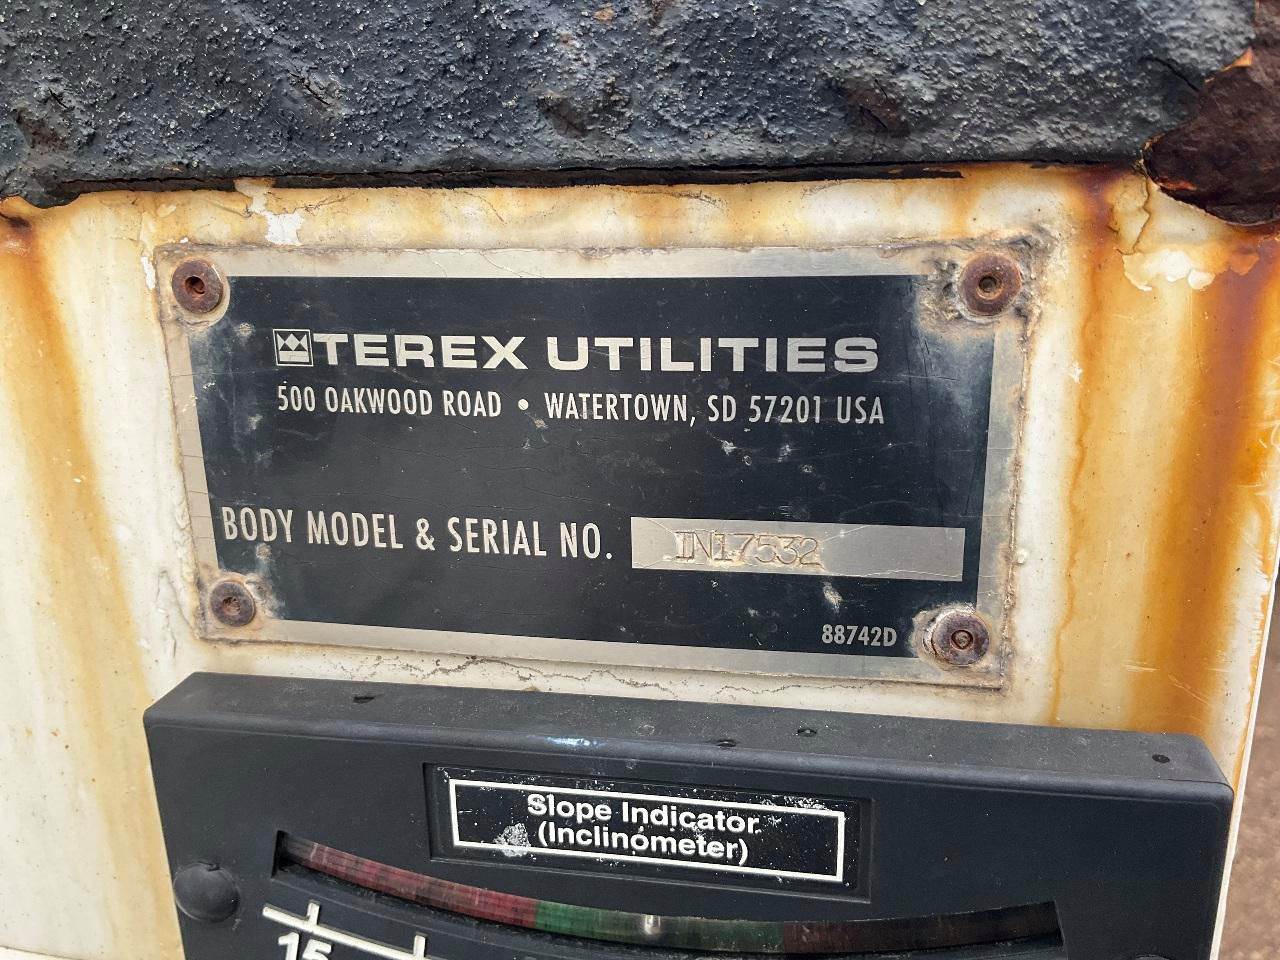 TEREX UTILITIES
500 OAKWOOD ROAD • WATERTOWN, SD 57201 USA
BODY MODEL & SERIAL NO. IN17532
88742D
Slope Indicator
(Inclinometer)
15